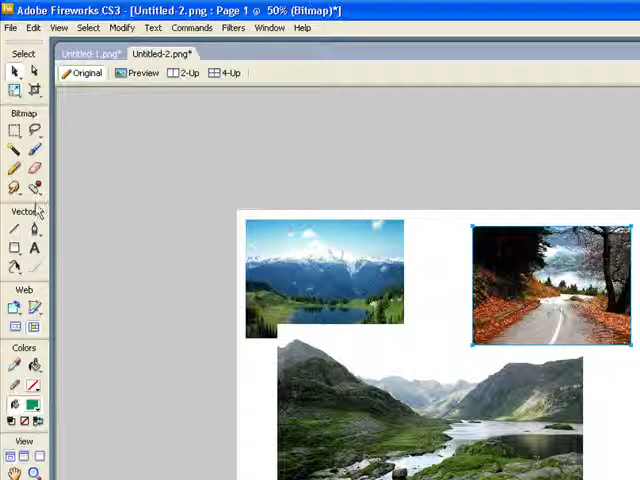 Adobe Fireworks CS3 - [Untitled-2.png : Page 1 @ 50% (Bitmap)*]
File Edit View Select Modify Text Commands Filters Window Help
Select
Untitled-1.png* Untitled-2.png*
Original Preview 2-Up 4-Up
Bitmap
Vector
A
Web
Colors
View